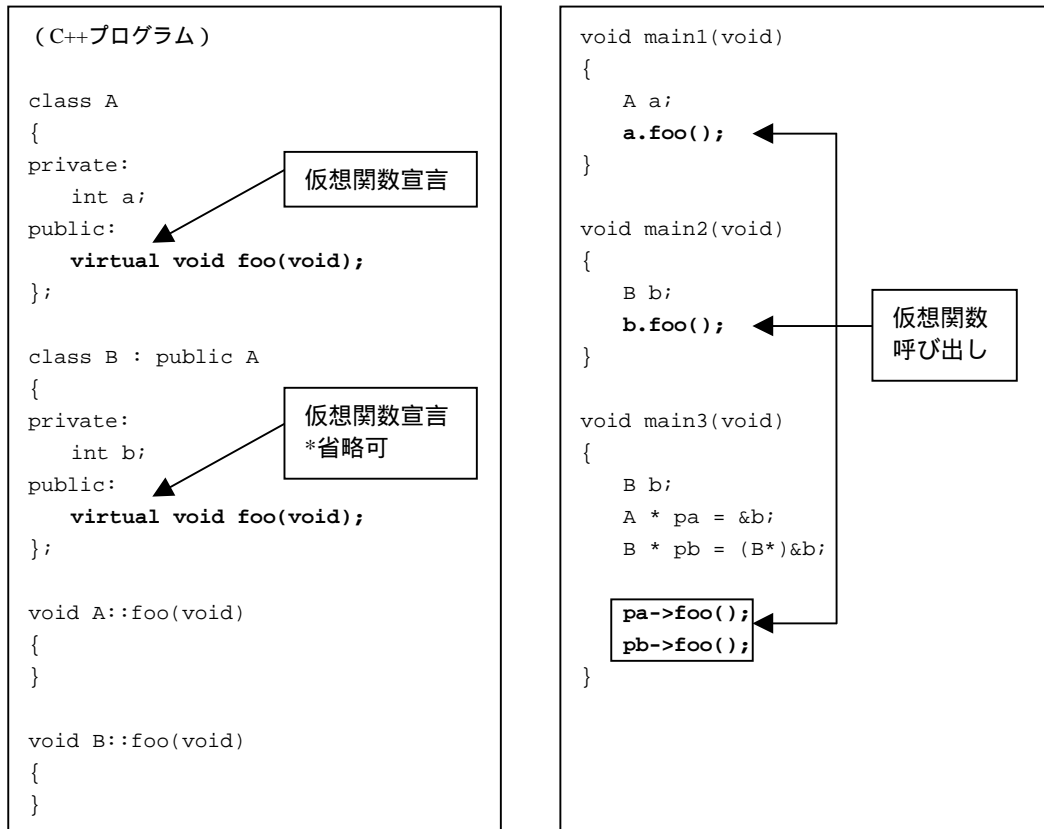 (C++プログラム)
class A
{
private:
int a;
public:
virtual void foo(void);
};
仮想関数宣言
class B : public A
{
private:
int b;
public:
virtual void foo(void);
};
仮想関数宣言
*省略可
void A::foo(void)
{
}
void B::foo(void)
{
}
void main1(void)
{
A a;
a.foo();
}
void main2(void)
{
B b;
b.foo();
}
仮想関数
呼び出し
void main3(void)
{
B b;
A * pa = &b;
B * pb = (B*)&b;
pa->foo();
pb->foo();
}